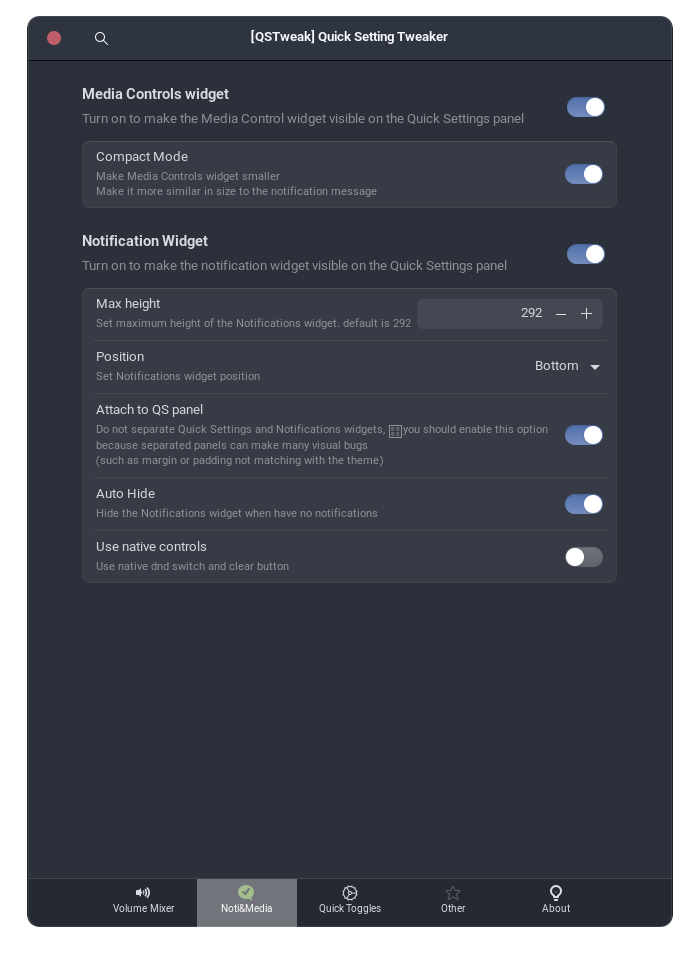 [QSTweak] Quick Setting Tweaker
Media Controls widget
Turn on to make the Media Control widget visible on the Quick Settings panel
Compact Mode
Make Media Controls widget smaller
Make it more similar in size to the notification message
Notification Widget
Turn on to make the notification widget visible on the Quick Settings panel
Max height
Set maximum height of the Notifications widget. default is 292
292
Position
Set Notifications widget position
Bottom
Attach to QS panel
Do not separate Quick Settings and Notifications widgets, you should enable this option
because separated panels can make many visual bugs
(such as margin or padding not matching with the theme)
Auto Hide
Hide the Notifications widget when have no notifications
Use native controls
Use native dnd switch and clear button
Volume Mixer
Noti&Media
Quick Toggles
Other
About